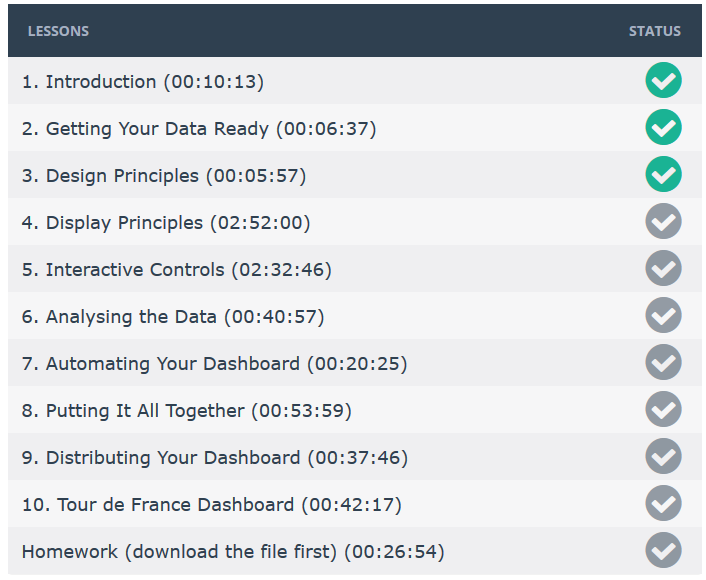 LESSONS STATUS
1. Introduction (00:10:13)
2. Getting Your Data Ready (00:06:37)
3. Design Principles (00:05:57)
4. Display Principles (02:52:00)
5. Interactive Controls (02:32:46)
6. Analysing the Data (00:40:57)
7. Automating Your Dashboard (00:20:25)
8. Putting It All Together (00:53:59)
9. Distributing Your Dashboard (00:37:46)
10. Tour de France Dashboard (00:42:17)
Homework (download the file first) (00:26:54)